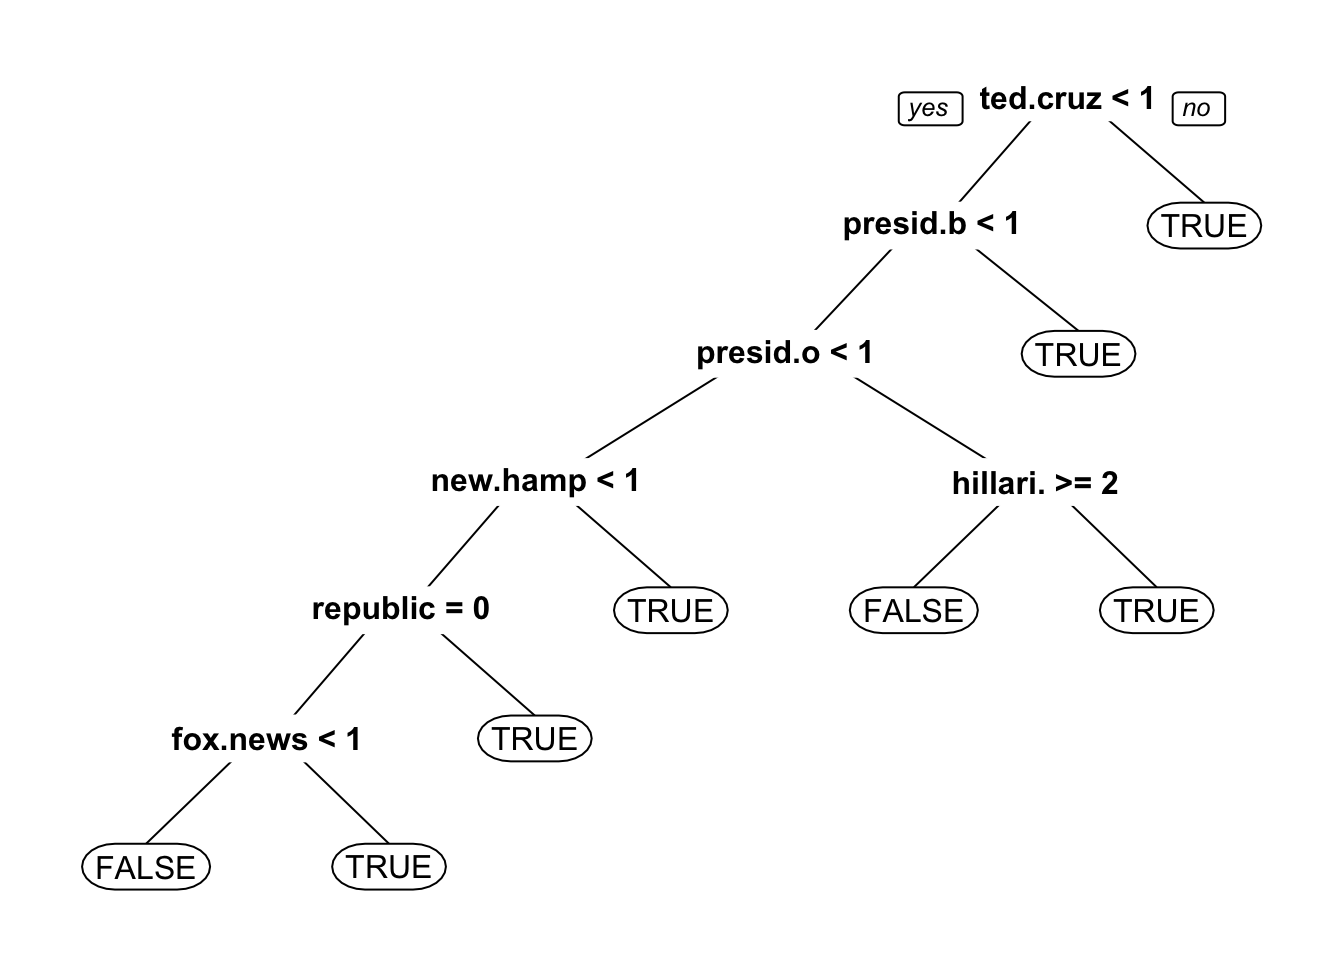 yes ted.cruz < 1 no
presid.b < 1 TRUE
presid.o < 1 TRUE
new.hamp < 1 hillari. >= 2
republic = 0 TRUE FALSE TRUE
fox.news < 1 TRUE
FALSE TRUE